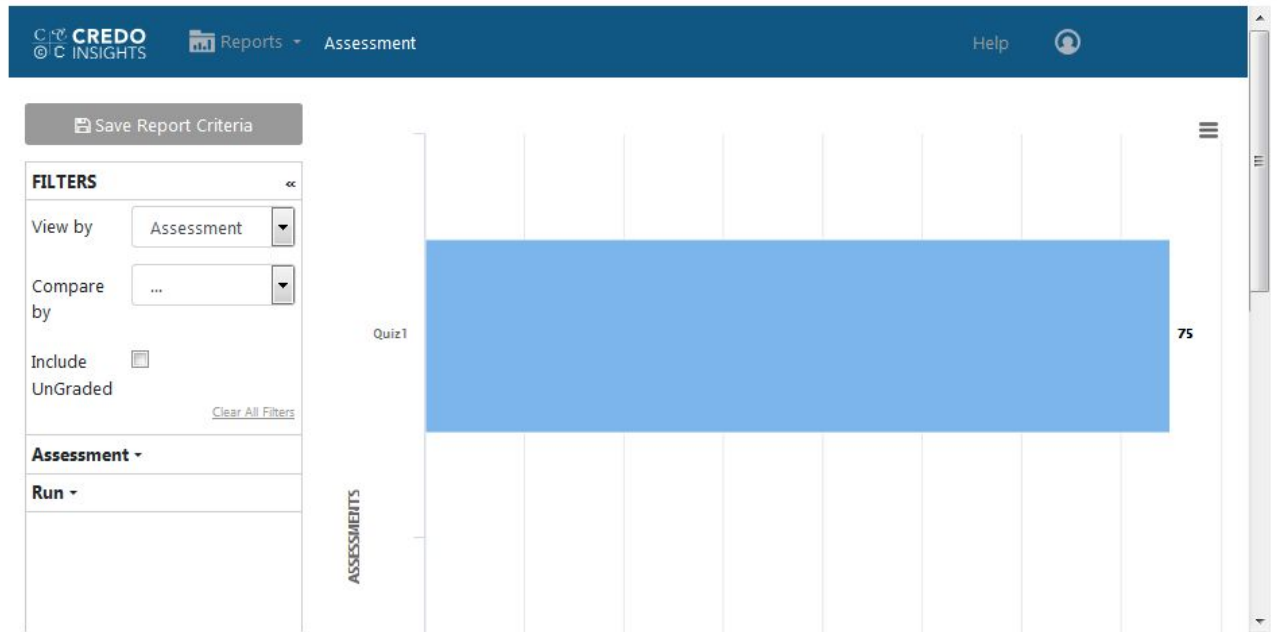 CREDO
INSIGHTS
Reports
Assessment
Help
Save Report Criteria
FILTERS
«
View by
Assessment
Compare
by
...
Include
UnGraded
Clear All Filters
Assessment
Run
Quiz1
75
ASSESSMENTS